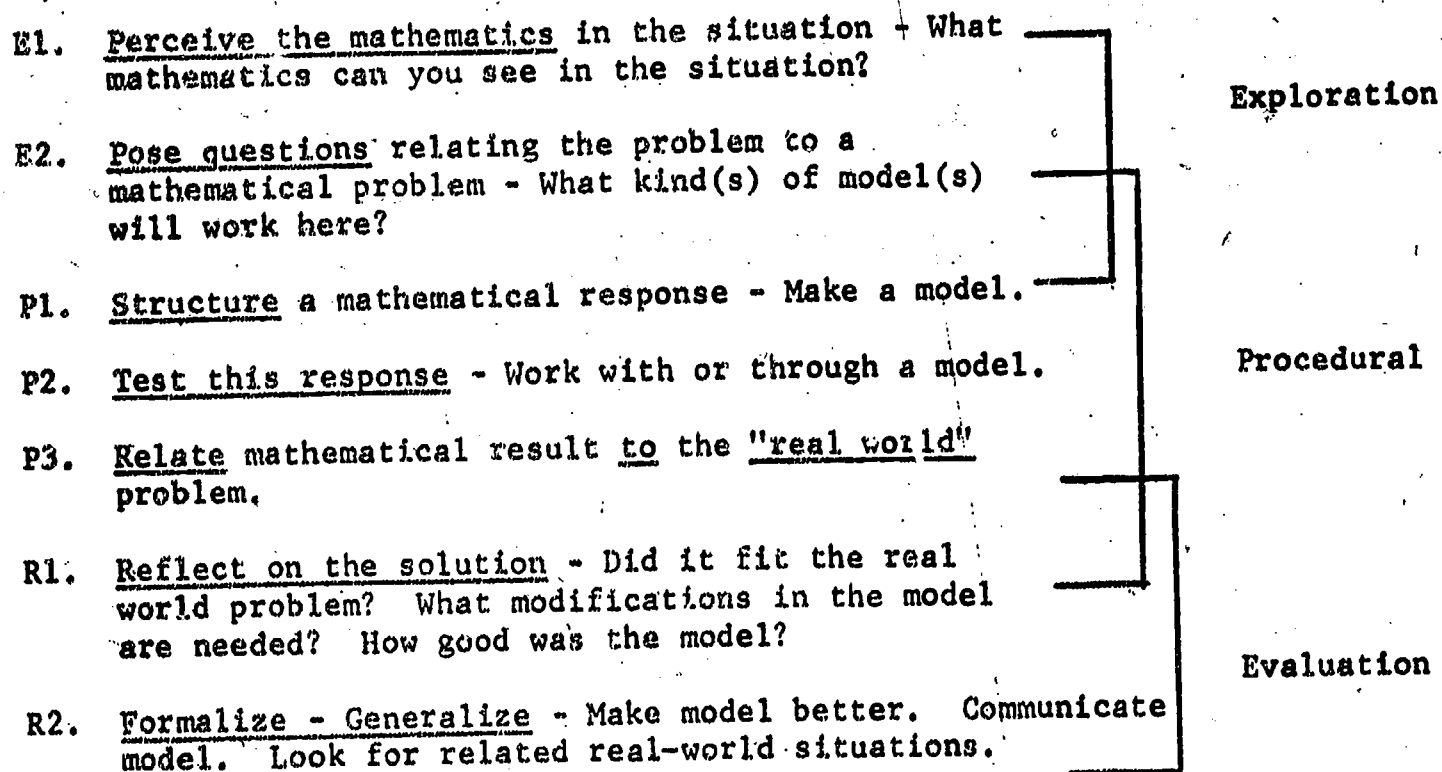 E1. Perceive the mathematics in the situation - What
mathematics can you see in the situation?
Exploration
E2. Pose questions relating the problem to a
mathematical problem - What kind(s) of model(s)
will work here?
P1. Structure a mathematical response - Make a model.
P2. Test this response - Work with or through a model.
Procedural
P3. Relate mathematical result to the "real world"
problem.
R1. Reflect on the solution - Did it fit the real
world problem? What modifications in the model
are needed? How good was the model?
Evaluation
R2. Formalize - Generalize - Make model better. Communicate
model. Look for related real-world situations.